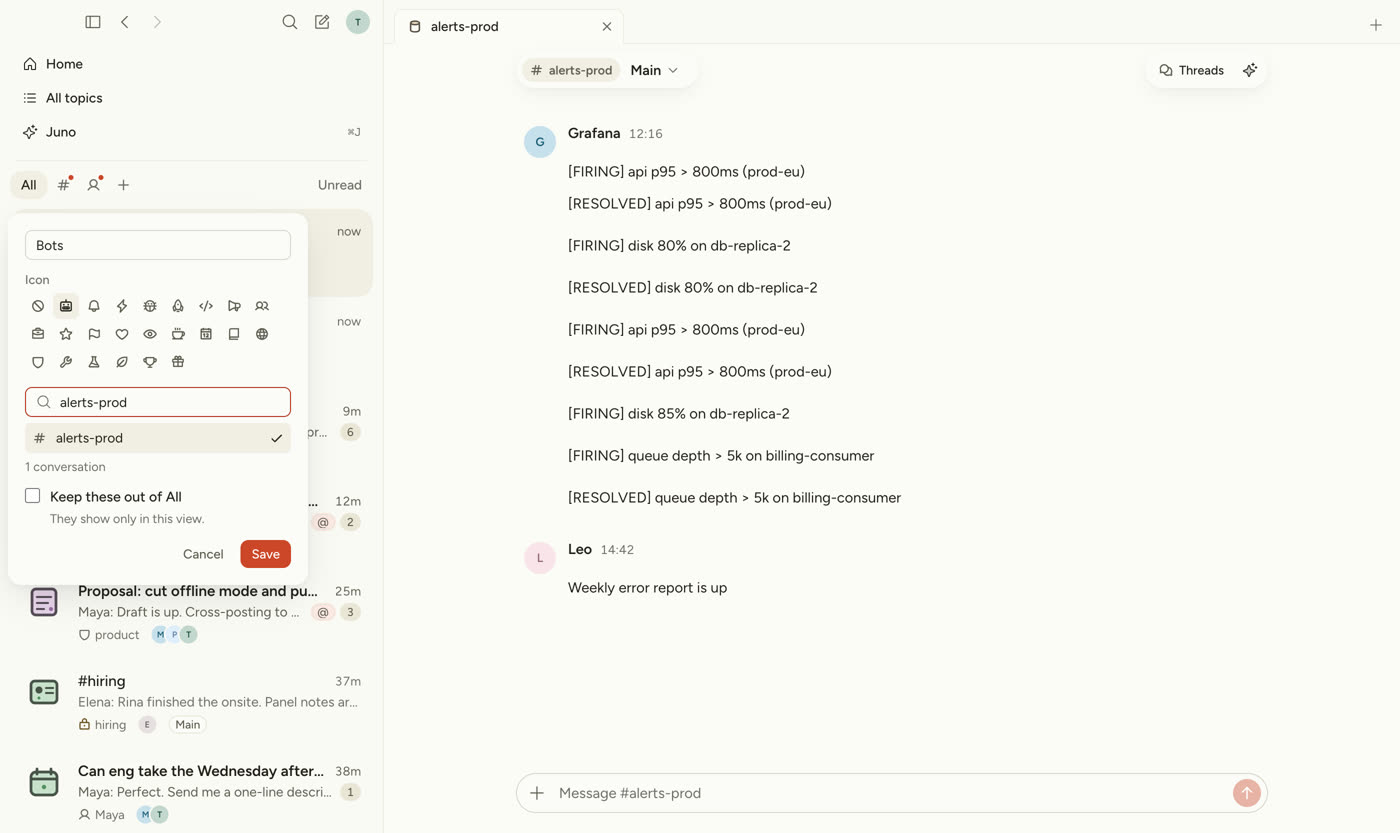 T
Home
All topics
Juno ⌘J
All
Unread
now
Bots
Icon
now
alerts-prod
9m
# alerts-prod
pr... 6
1 conversation
Keep these out of All
... 12m
They show only in this view.
@ 2
Cancel
Save
Proposal: cut offline mode and pu... 25m
Maya: Draft is up. Cross-posting to ... @ 3
product M P T
#hiring 37m
Elena: Rina finished the onsite. Panel notes ar...
hiring E Main
Can eng take the Wednesday after... 38m
Maya: Perfect. Send me a one-line descri... 1
Maya M T
alerts-prod
# alerts-prod Main
Threads
G
Grafana 12:16
[FIRING] api p95 > 800ms (prod-eu)
[RESOLVED] api p95 > 800ms (prod-eu)
[FIRING] disk 80% on db-replica-2
[RESOLVED] disk 80% on db-replica-2
[FIRING] api p95 > 800ms (prod-eu)
[RESOLVED] api p95 > 800ms (prod-eu)
[FIRING] disk 85% on db-replica-2
[FIRING] queue depth > 5k on billing-consumer
[RESOLVED] queue depth > 5k on billing-consumer
L
Leo 14:42
Weekly error report is up
Message #alerts-prod